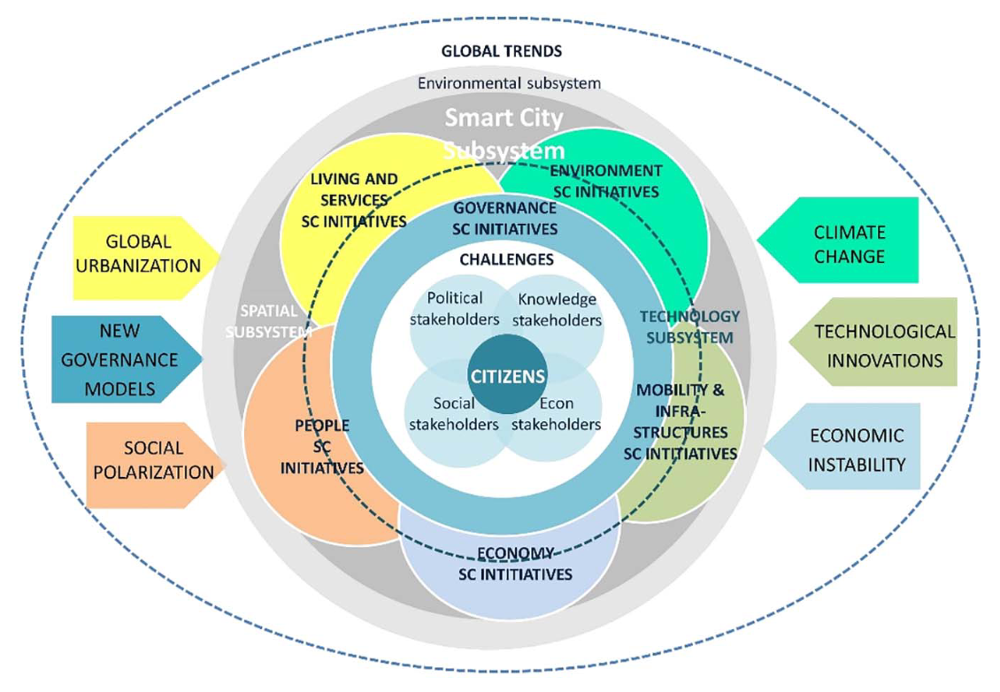 GLOBAL TRENDS
Environmental subsystem
Smart City
Subsystem
LIVING AND
SERVICES
SC INITIATIVES
ENVIRONMENT
SC INITIATIVES
GOVERNANCE
SC INITIATIVES
CHALLENGES
GLOBAL
URBANIZATION
NEW
GOVERNANCE
MODELS
SOCIAL
POLARIZATION
SPATIAL
SUBSYSTEM
Political
stakeholders
Knowledge
stakeholders
CITIZENS
Social
stakeholders
Econ
stakeholders
TECHNOLOGY
SUBSYSTEM
MOBILITY &
INFRA-
STRUCTURES
SC INTITIATIVES
PEOPLE
SC
INITIATIVES
ECONOMY
SC INTITIATIVES
CLIMATE
CHANGE
TECHNOLOGICAL
INNOVATIONS
ECONOMIC
INSTABILITY